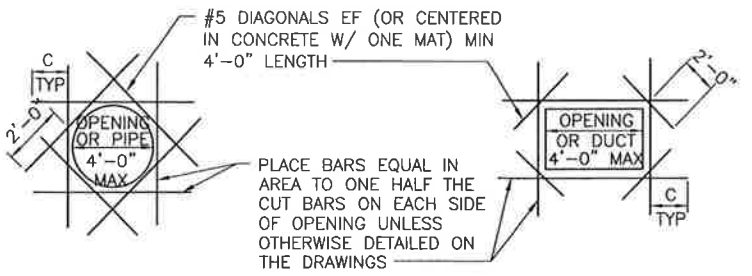 #5 DIAGONALS EF (OR CENTERED
IN CONCRETE W/ ONE MAT) MIN
4'-0" LENGTH
C
TYP
2'-0"
OPENING
OR PIPE
4'-0"
MAX
2'-0"
OPENING
OR DUCT
4'-0" MAX
C
TYP
PLACE BARS EQUAL IN
AREA TO ONE HALF THE
CUT BARS ON EACH SIDE
OF OPENING UNLESS
OTHERWISE DETAILED ON
THE DRAWINGS